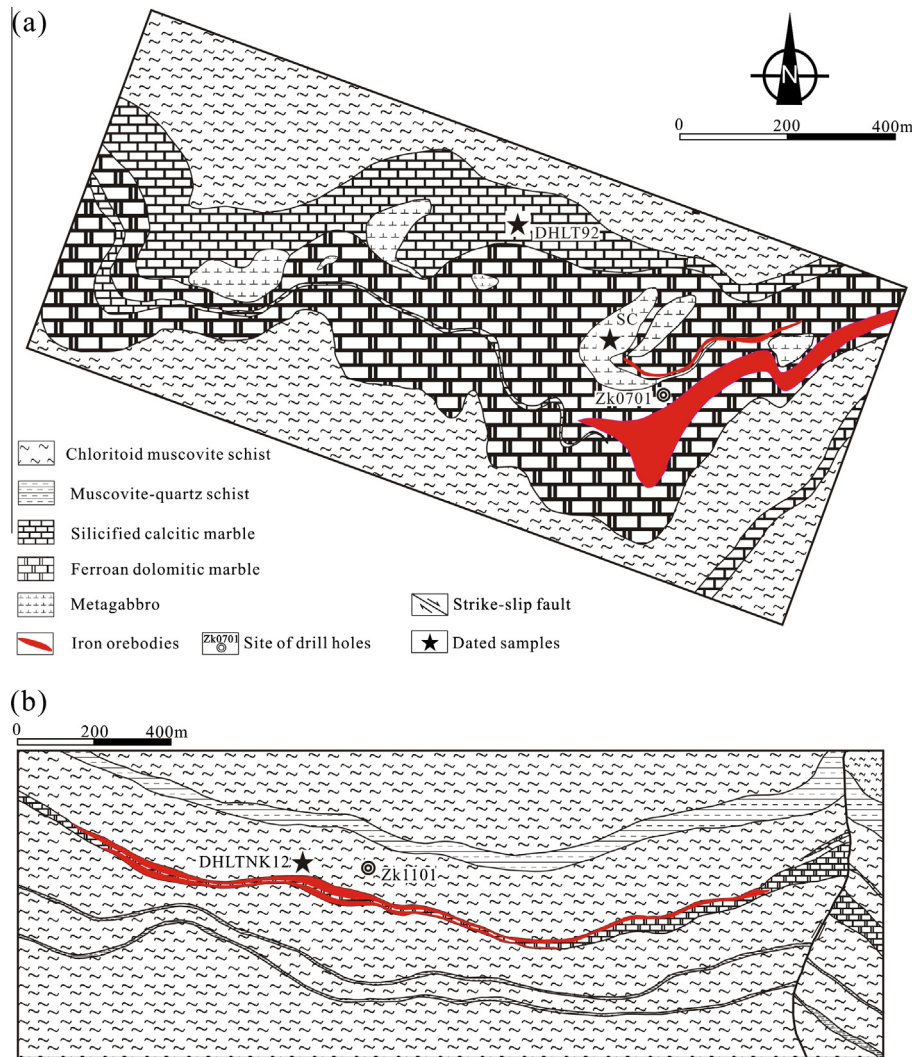 (a)
N
0 200 400m
DHLT92
SC
Zk0701
Chloritoid muscovite schist
Muscovite-quartz schist
Silicified calcitic marble
Ferroan dolomitic marble
Metagabbro
Strike-slip fault
Iron orebodies
Zk0701
Site of drill holes
Dated samples
(b)
0 200 400m
DHLTNK12
Zk1101